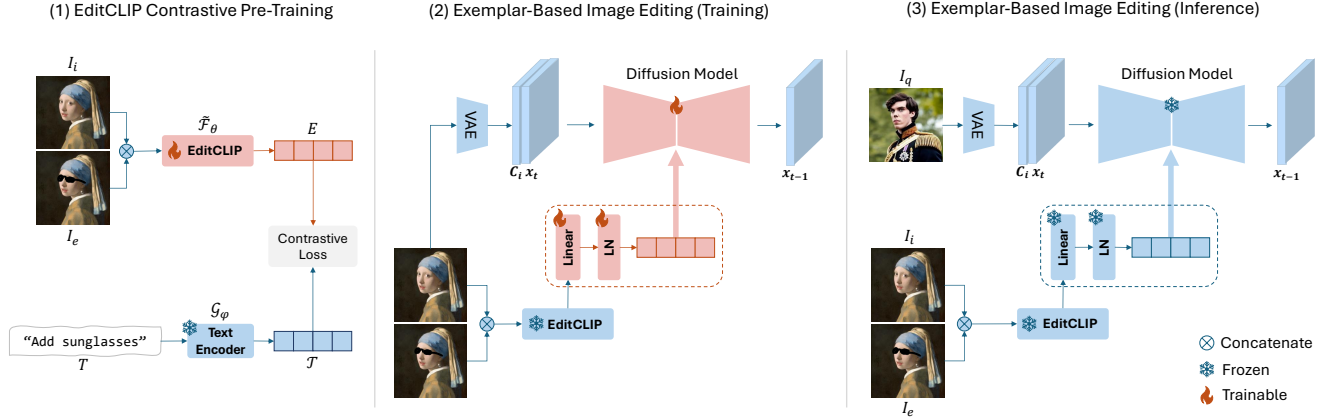 (1) EditCLIP Contrastive Pre-Training
I_i
\tilde{F}_θ
EditCLIP
E
I_e
Contrastive
Loss
G_φ
“Add sunglasses”
T
Text
Encoder
𝒯
(2) Exemplar-Based Image Editing (Training)
VAE
C_i x_t
Diffusion Model
x_{t-1}
Linear
LN
EditCLIP
(3) Exemplar-Based Image Editing (Inference)
I_q
VAE
C_i x_t
Diffusion Model
x_{t-1}
I_i
Linear
LN
EditCLIP
I_e
Concatenate
Frozen
Trainable